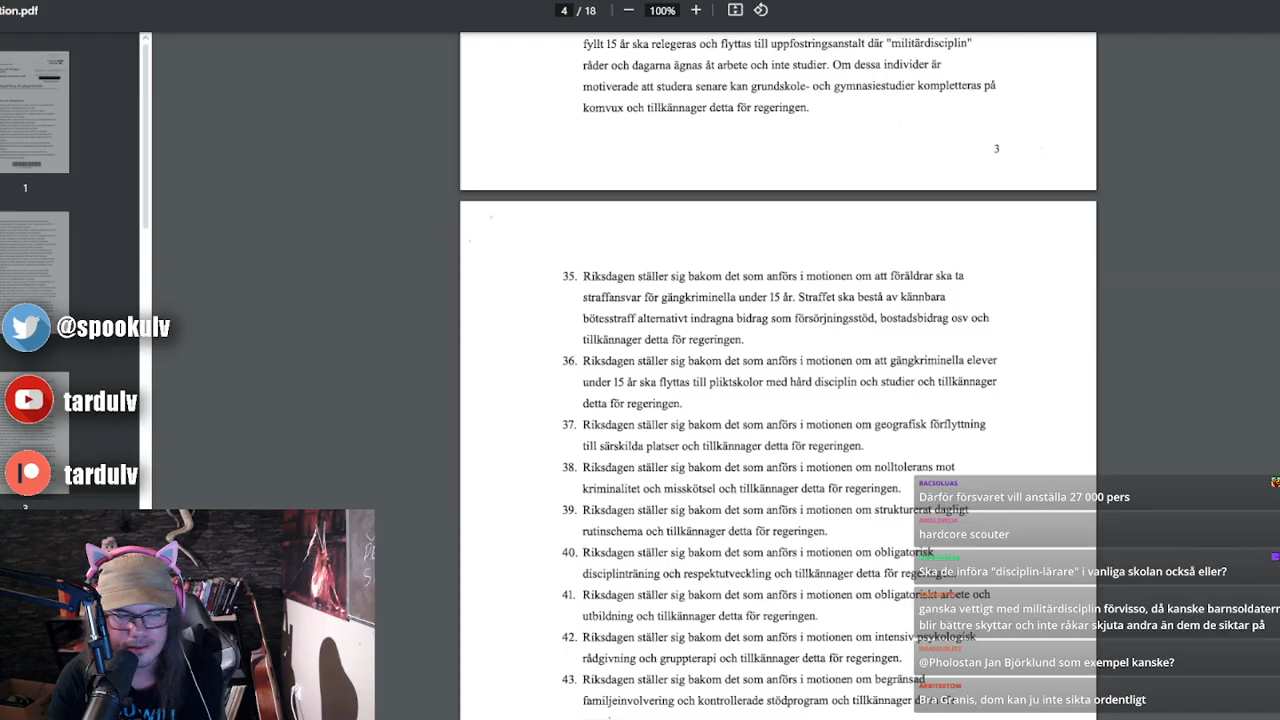 tion.pdf
4 / 18
100%
fyllt 15 år ska relegeras och flyttas till uppfostringsanstalt där "militärdisciplin"
råder och dagarna ägnas åt arbete och inte studier. Om dessa individer är
motiverade att studera senare kan grundskole- och gymnasiestudier kompletteras på
komvux och tillkännager detta för regeringen.
3
1
35. Riksdagen ställer sig bakom det som anförs i motionen om att föräldrar ska ta
straffansvar för gängkriminella under 15 år. Straffet ska bestå av kännbara
bötesstraff alternativt indragna bidrag som försörjningsstöd, bostadsbidrag osv och
tillkännager detta för regeringen.
36. Riksdagen ställer sig bakom det som anförs i motionen om att gängkriminella elever
under 15 år ska flyttas till pliktskolor med hård disciplin och studier och tillkännager
detta för regeringen.
37. Riksdagen ställer sig bakom det som anförs i motionen om geografisk förflyttning
till särskilda platser och tillkännager detta för regeringen.
38. Riksdagen ställer sig bakom det som anförs i motionen om nolltolerans mot
kriminalitet och misskötsel och tillkännager detta för regeringen.
39. Riksdagen ställer sig bakom det som anförs i motionen om strukturerat dagligt
rutinschema och tillkännager detta för regeringen.
40. Riksdagen ställer sig bakom det som anförs i motionen om obligatorisk
disciplinträning och respektutveckling och tillkännager detta för
41. Riksdagen ställer sig bakom det som anförs i motionen om obligatoriskt arbete och
utbildning och tillkännager detta för regeringen.
42. Riksdagen ställer sig bakom det som anförs i motionen om intensiv psykologisk
rådgivning och gruppterapi och tillkännager detta för regeringen.
43. Riksdagen ställer sig bakom det som anförs i motionen om begränsad
familjeinvolvering och kontrollerade stödprogram och tillkännager
@spookulv
tardulv
tardulv
3
BACSOLUAS
Därför försvaret vill anställa 27 000 pers
hardcore scouter
Ska de införa "disciplin-lärare" i vanliga skolan också eller?
ganska vettigt med militärdisciplin förvisso, då kanske barnsoldatern
blir bättre skyttar och inte råkar skjuta andra än dem de siktar på
@Pholostan Jan Björklund som exempel kanske?
ARBITERTOM
Bra Granis, dom kan ju inte sikta ordentligt